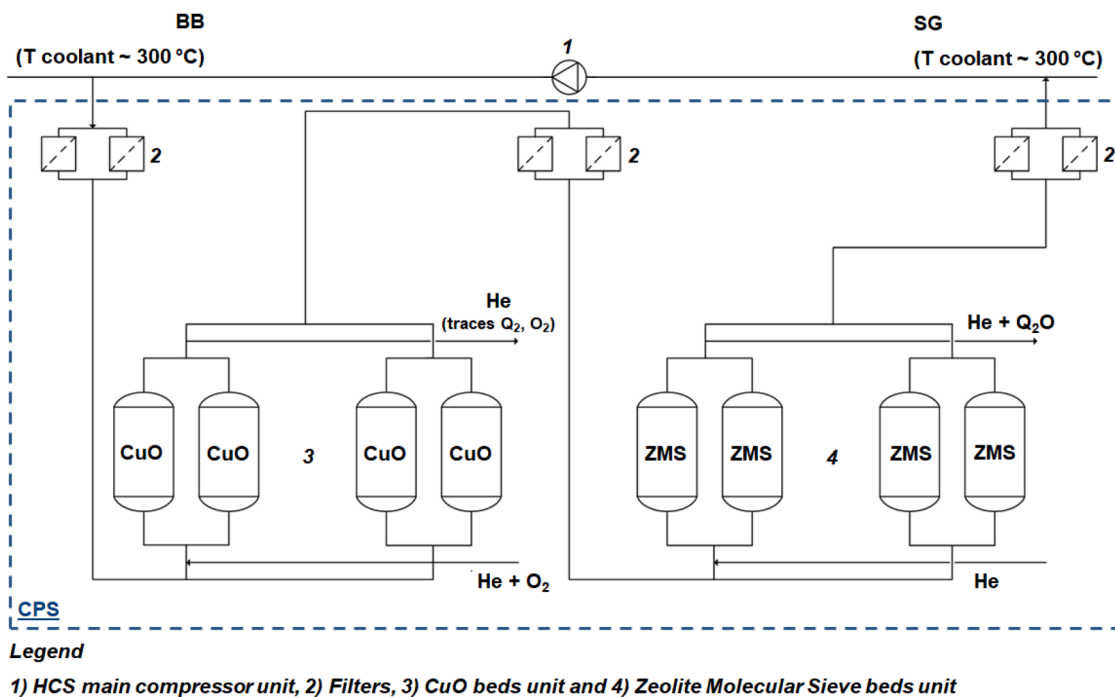 BB
SG
(T coolant ~ 300 °C)
1
(T coolant ~ 300 °C)
2
2
2
He
(traces Q2, O2)
He + Q2O
CuO
CuO
3
CuO
CuO
ZMS
ZMS
4
ZMS
ZMS
He + O2
He
CPS
Legend
1) HCS main compressor unit, 2) Filters, 3) CuO beds unit and 4) Zeolite Molecular Sieve beds unit